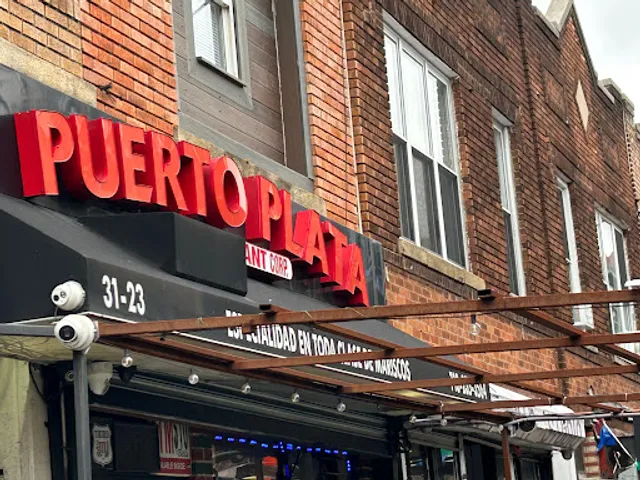 PUERTO PLATA
ANT CORP.
31-23
ESPECIALIDAD EN TODA CLASE DE MARISCOS